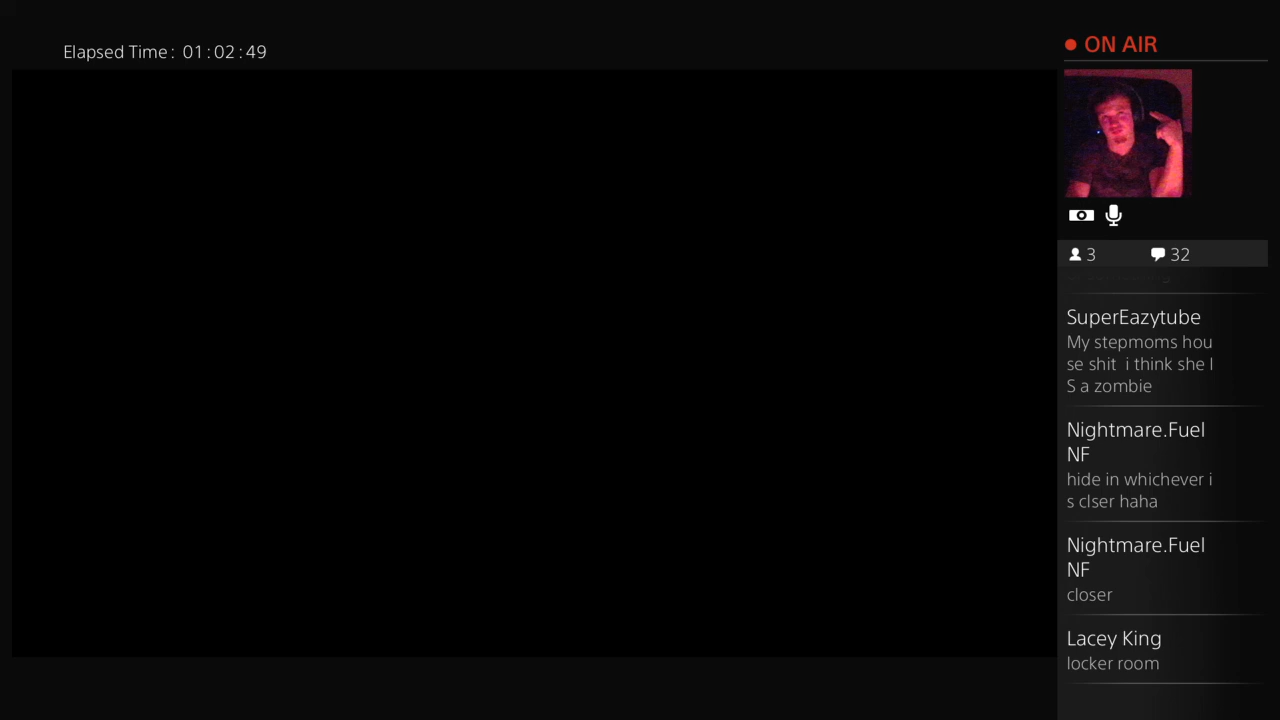 Elapsed Time: 01:02:49
ON AIR
3 32
SuperEazytube
My stepmoms hou
se shit i think she I
S a zombie
Nightmare.Fuel
NF
hide in whichever i
s clser haha
Nightmare.Fuel
NF
closer
Lacey King
locker room